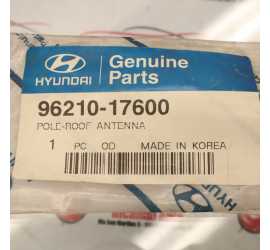 HYUNDAI
Genuine
Parts
96210-17600
POLE-ROOF ANTENNA
1 PC OD MADE IN KOREA